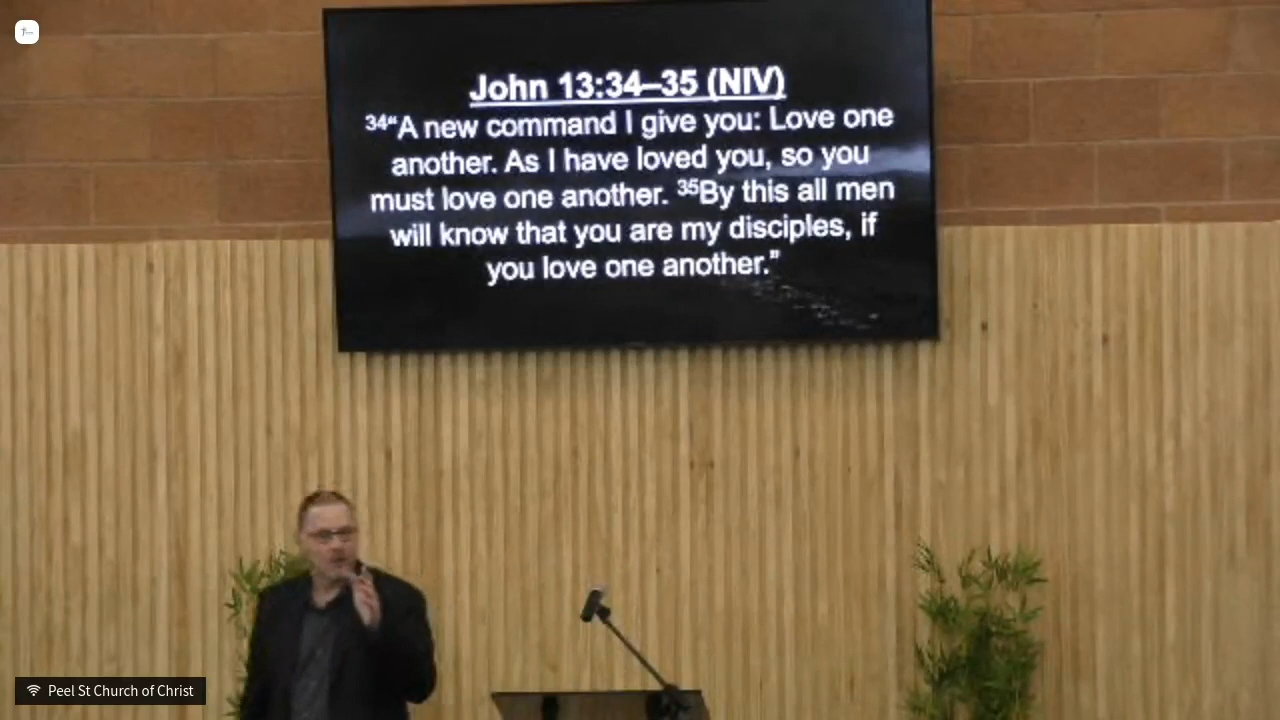 John 13:34–35 (NIV)
34“A new command I give you: Love one
another. As I have loved you, so you
must love one another. 35By this all men
will know that you are my disciples, if
you love one another.”
Peel St Church of Christ